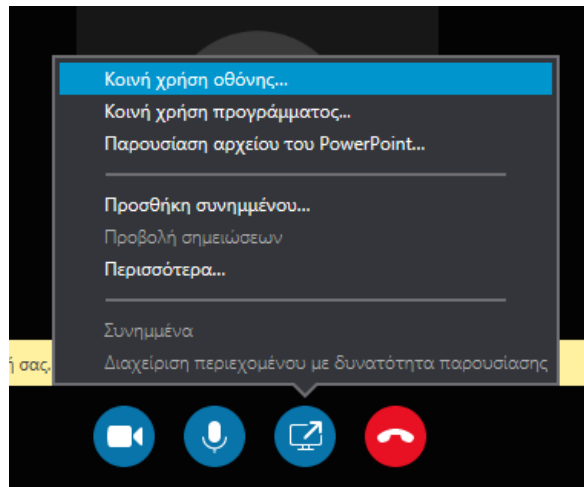 Κοινή χρήση οθόνης...
Κοινή χρήση προγράμματος...
Παρουσίαση αρχείου του PowerPoint...
Προσθήκη συνημμένου...
Προβολή σημειώσεων
Περισσότερα...
Συνημμένα
ή σας.
Διαχείριση περιεχομένου με δυνατότητα παρουσίασης